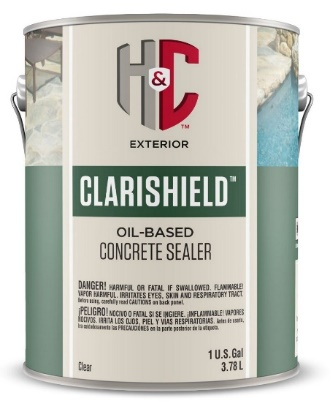 H&C™
EXTERIOR
CLARISHIELD™
OIL-BASED
CONCRETE SEALER
DANGER! HARMFUL OR FATAL IF SWALLOWED. FLAMMABLE!
VAPOR HARMFUL. IRRITATES EYES, SKIN AND RESPIRATORY TRACT.
Before using, carefully read CAUTIONS on back panel.
¡PELIGRO! NOCIVO O FATAL SI SE INGIERE. ¡INFLAMABLE! VAPORES
NOCIVOS. IRRITA LOS OJOS, PIEL Y VÍAS RESPIRATORIAS. Antes de usarlo,
lea cuidadosamente las PRECAUCIONES en la parte posterior de la etiqueta.
Clear
1 U.S. Gal
3.78 L